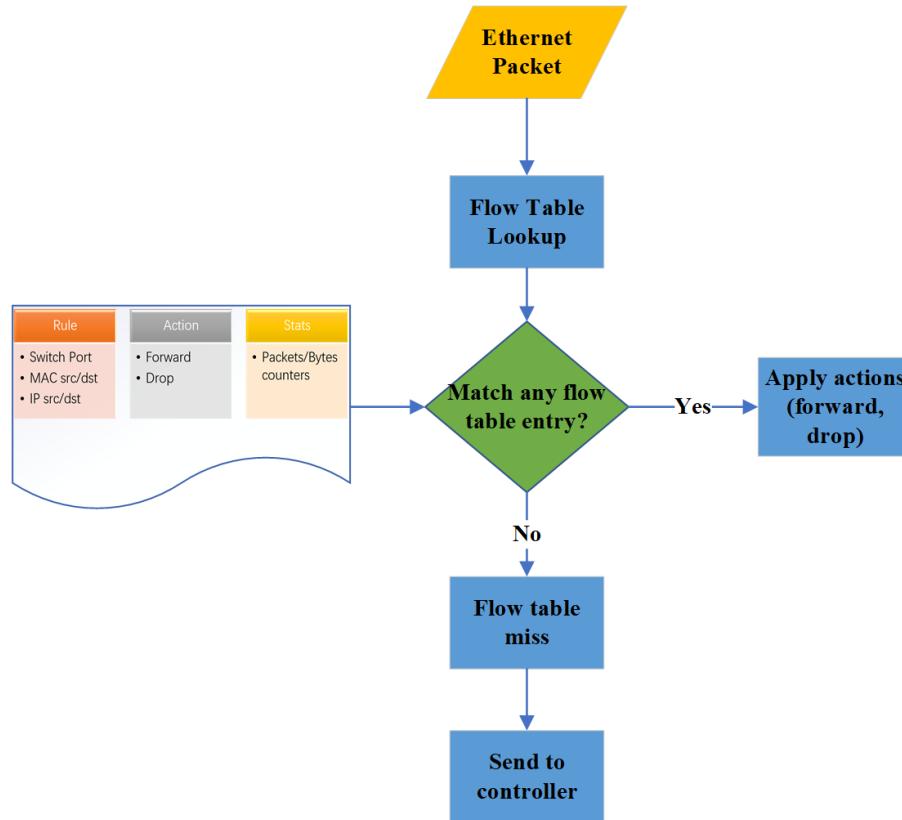 Ethernet
Packet
Flow Table
Lookup
Rule
• Switch Port
• MAC src/dst
• IP src/dst
Action
• Forward
• Drop
Stats
• Packets/Bytes
counters
Match any flow
table entry?
Yes
Apply actions
(forward,
drop)
No
Flow table
miss
Send to
controller